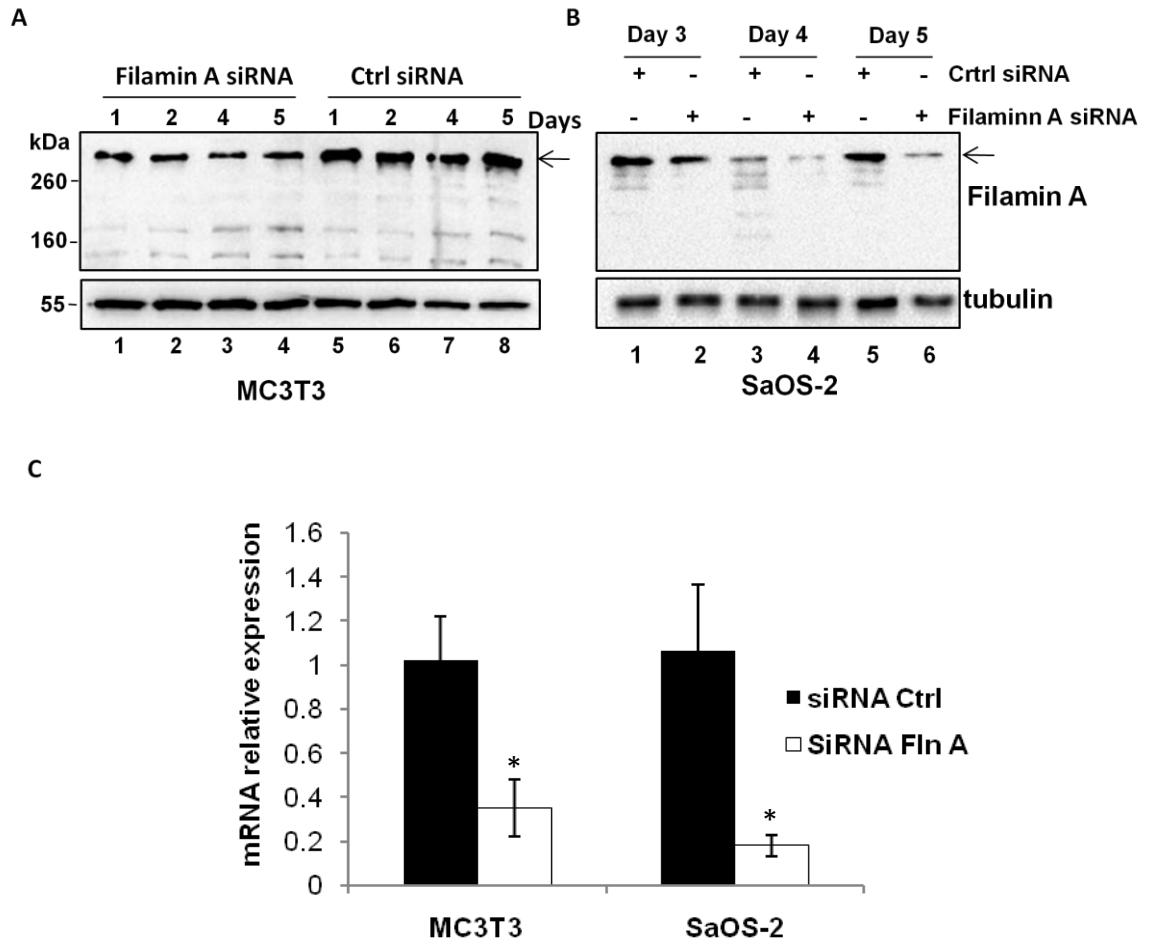 A
Filamin A siRNA Ctrl siRNA
1 2 4 5 1 2 4 5 Days
kDa
260
160
55
1 2 3 4 5 6 7 8
MC3T3
B
Day 3 Day 4 Day 5
+ - + - + - Crtrl siRNA
- + - + - + Filaminn A siRNA
Filamin A
tubulin
1 2 3 4 5 6
SaOS-2
C
mRNA relative expression
1.6
1.4
1.2
1
0.8
0.6
0.4
0.2
0
*
*
siRNA Ctrl
SiRNA Fln A
MC3T3 SaOS-2